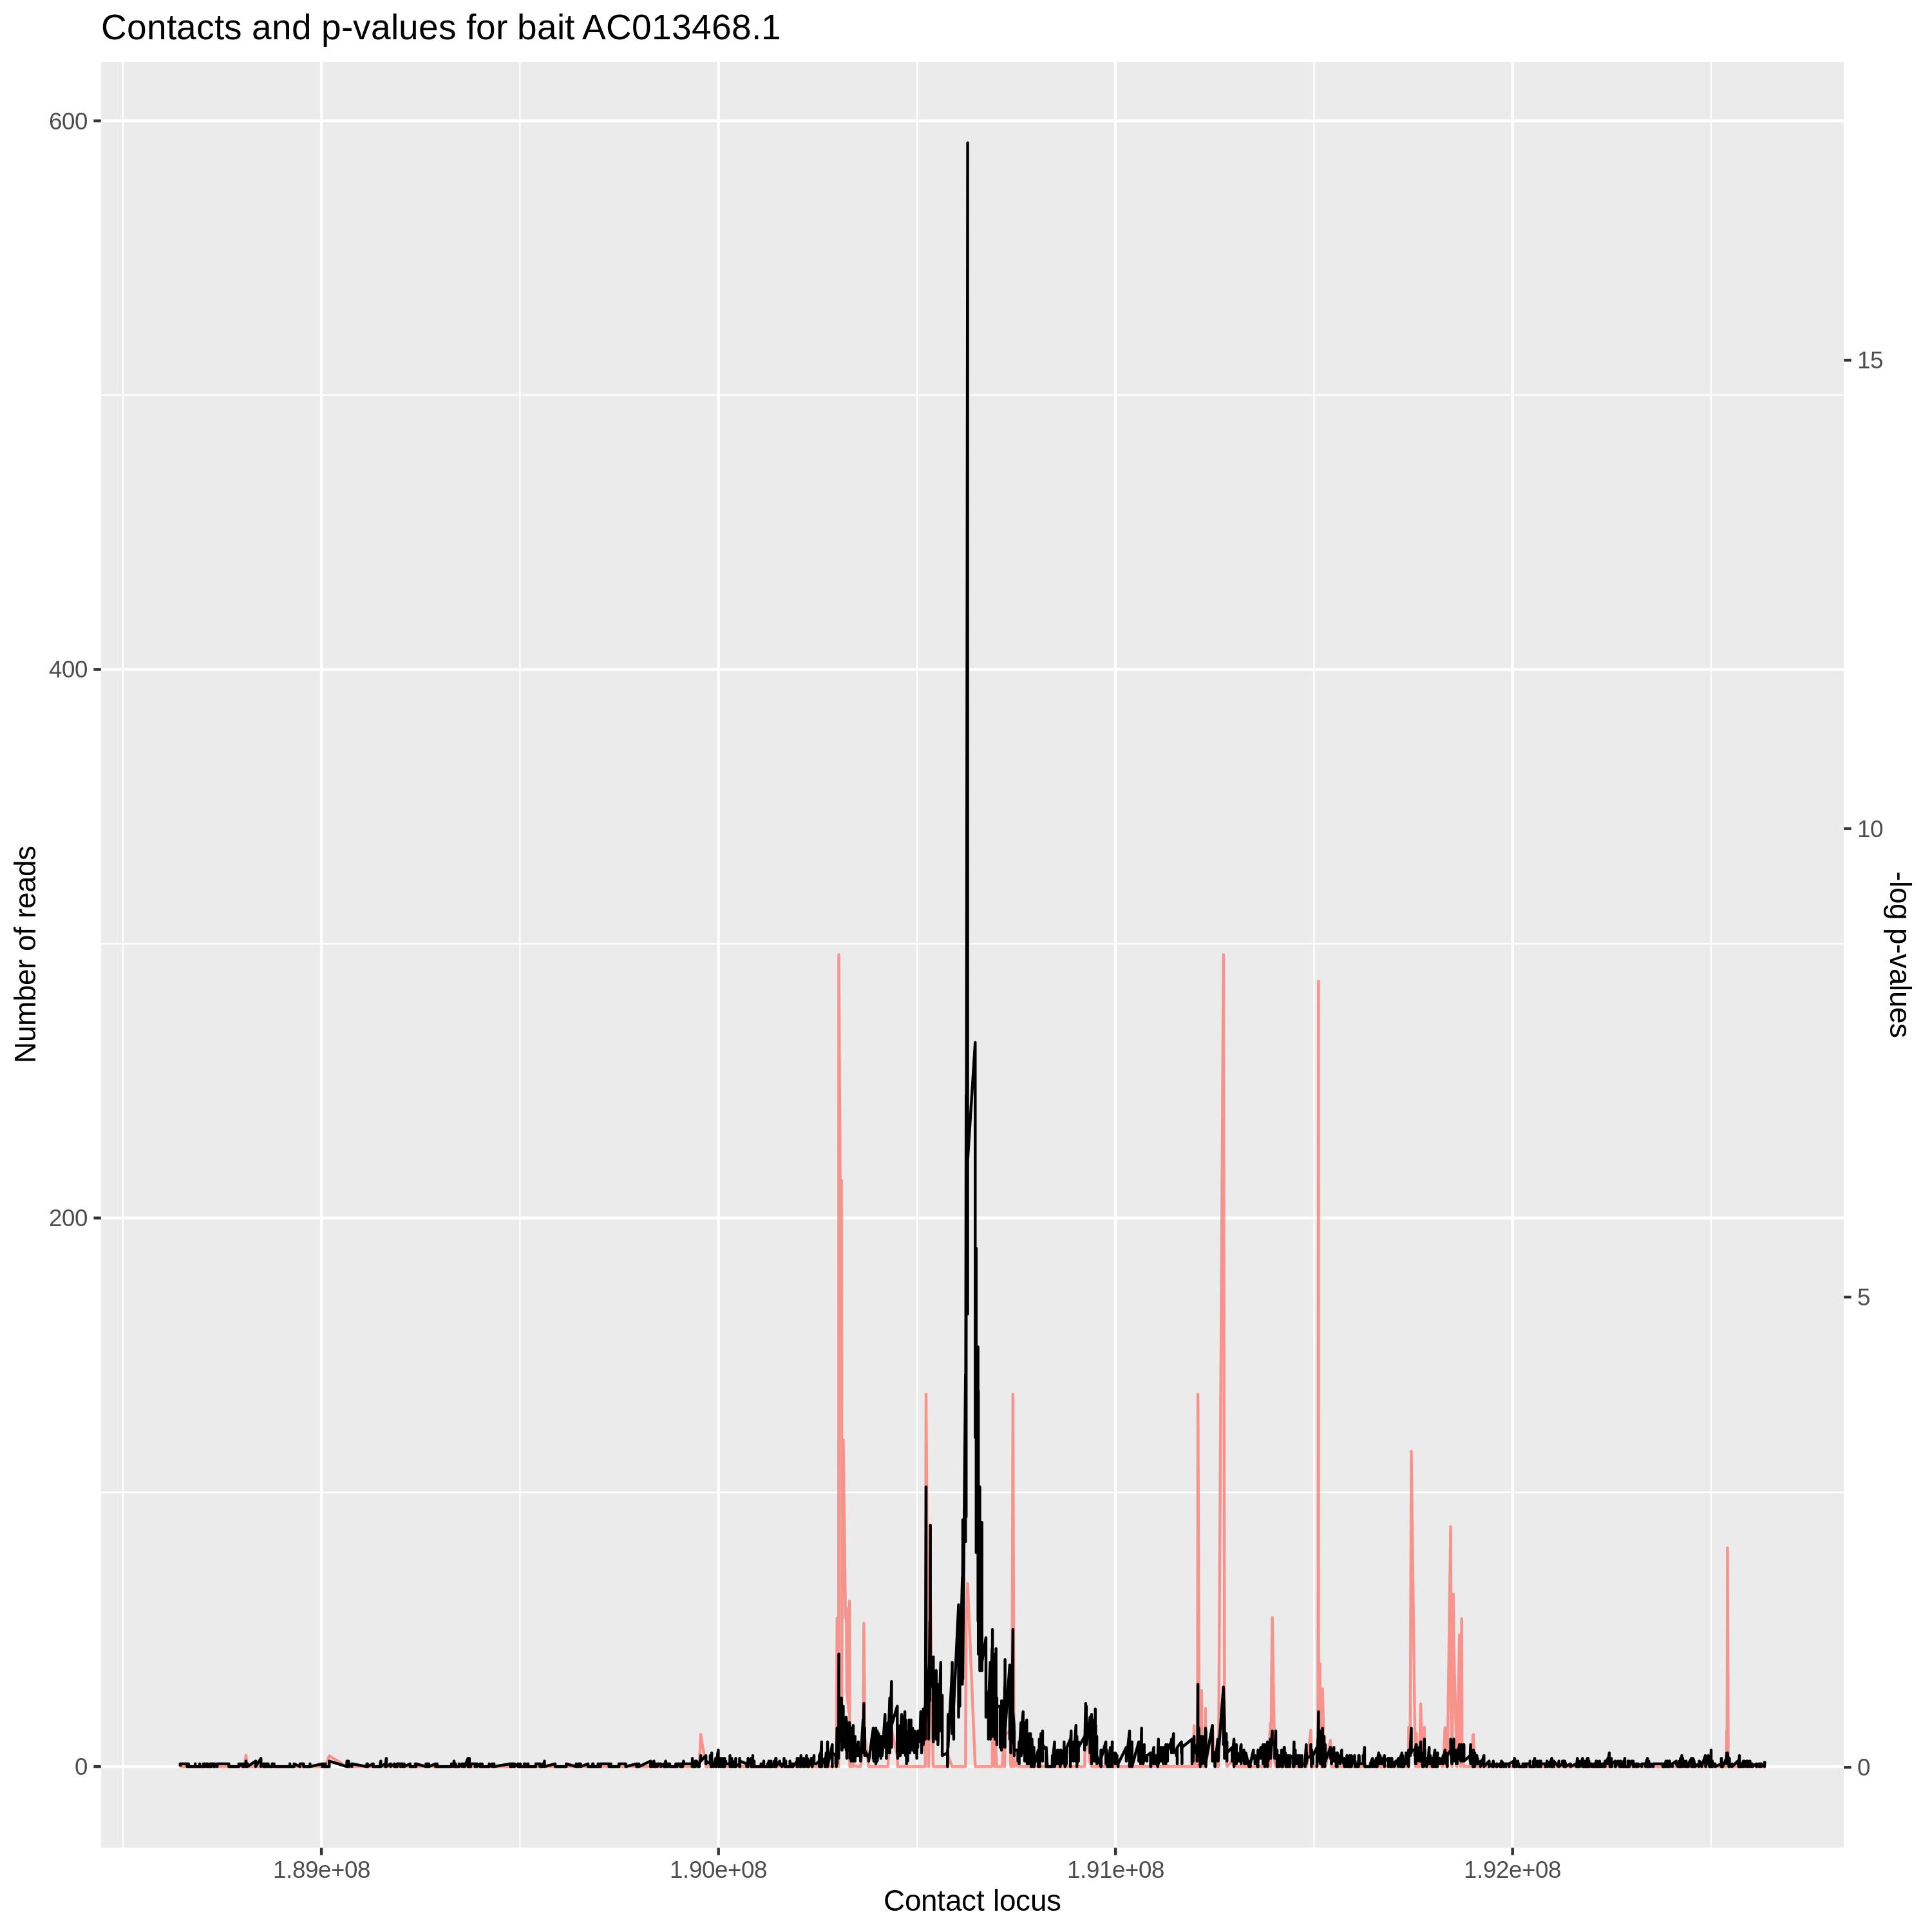 Contacts and p-values for bait AC013468.1
600
400
200
0
Number of reads
15
10
5
0
-log p-values
1.89e+08
1.90e+08
1.91e+08
1.92e+08
Contact locus